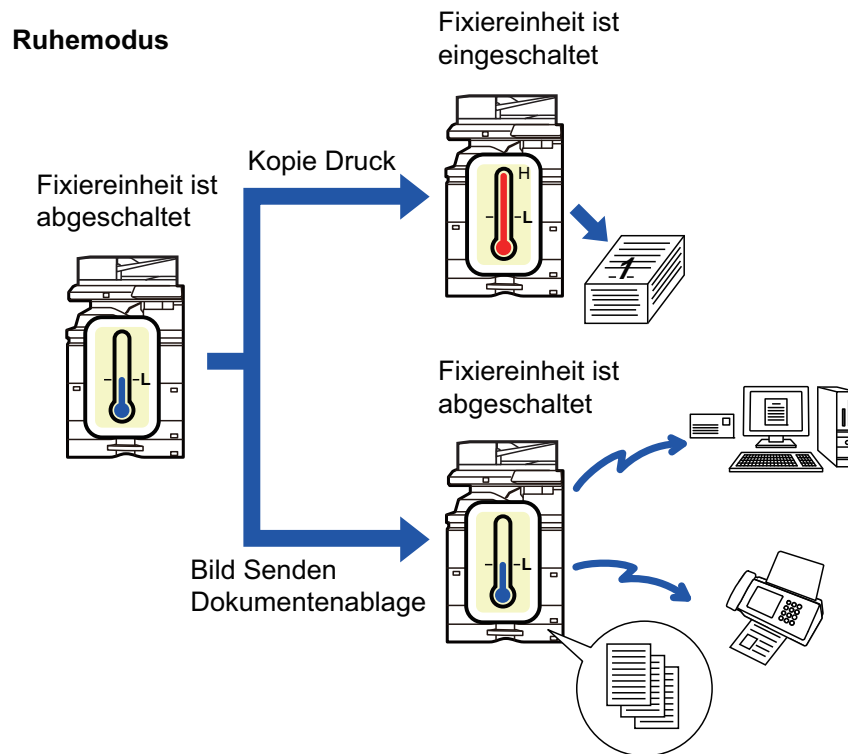 Ruhemodus
Fixiereinheit ist
eingeschaltet
Kopie Druck
Fixiereinheit ist
abgeschaltet
H
L
1
L
Fixiereinheit ist
abgeschaltet
L
Bild Senden
Dokumentenablage